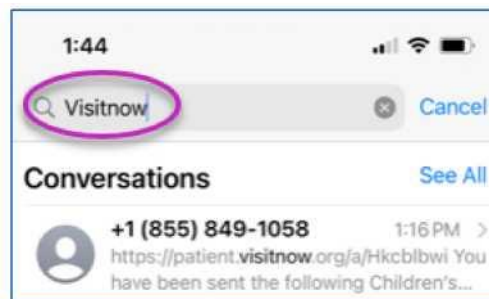 1:44
Visitnow
Cancel
Conversations
See All
+1 (855) 849-1058
1:16 PM
https://patient.visitnow.org/a/Hkcblbwi You
have been sent the following Children's...